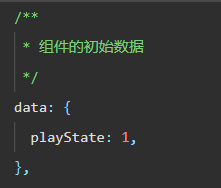 /**
 * 组件的初始数据
 */
data: {
  playState: 1,
},